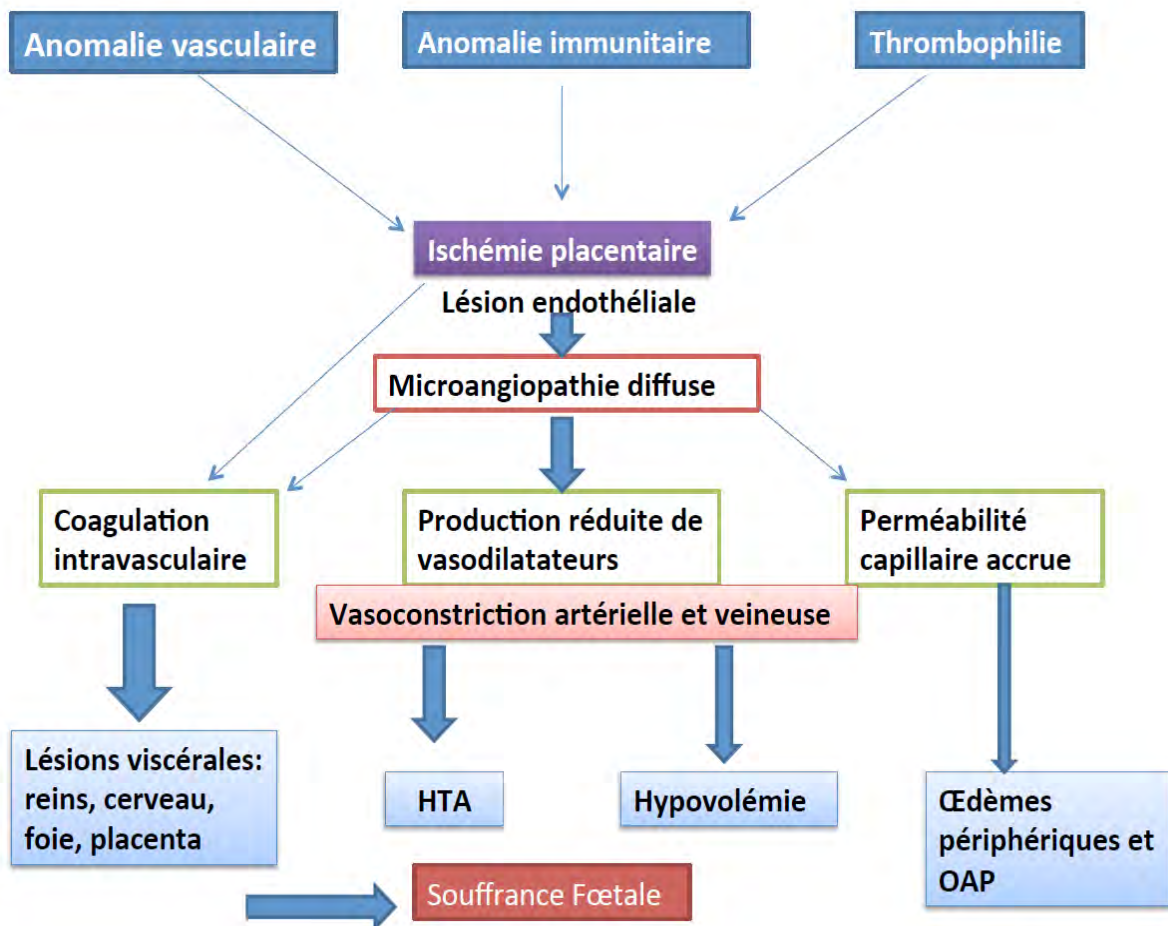 Anomalie vasculaire
Anomalie immunitaire
Thrombophilie
Ischémie placentaire
Lésion endothéliale
Microangiopathie diffuse
Coagulation
intravasculaire
Production réduite de
vasodilatateurs
Perméabilité
capillaire accrue
Vasoconstriction artérielle et veineuse
Lésions viscérales:
reins, cerveau,
foie, placenta
HTA
Hypovolémie
Œdèmes
périphériques et
OAP
Souffrance Fœtale